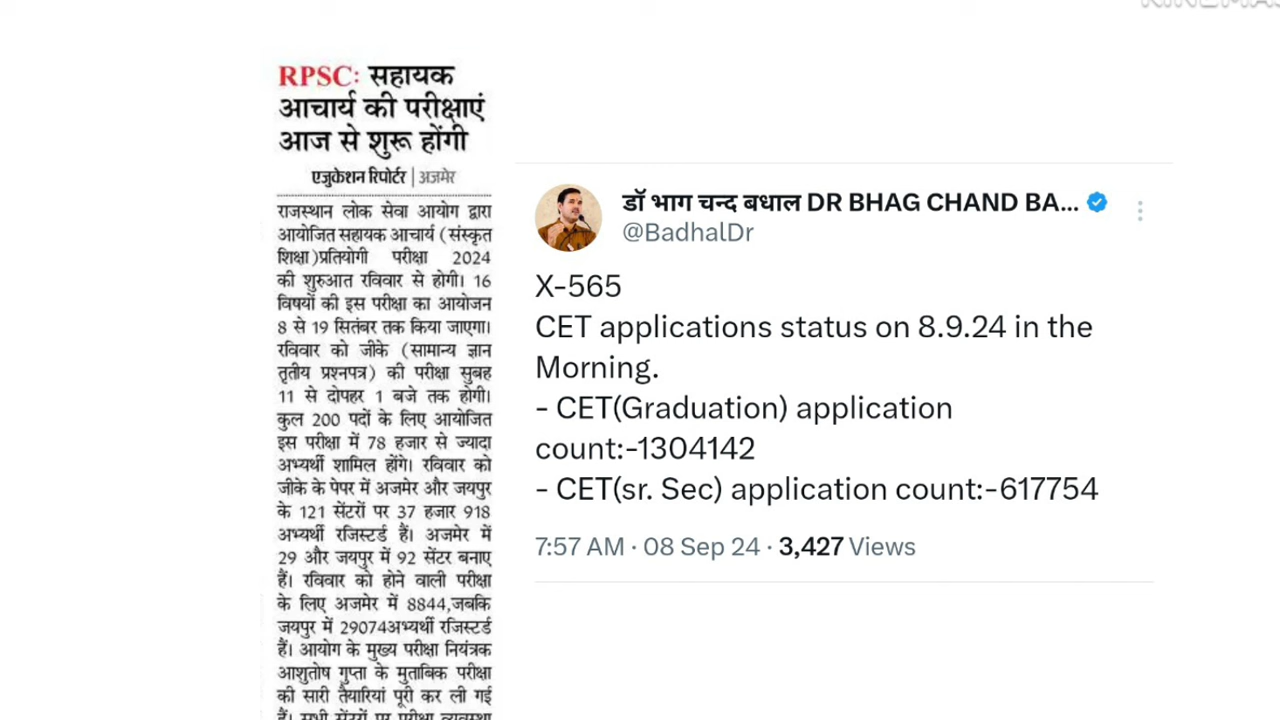 RPSC: सहायक
आचार्य की परीक्षाएं
आज से शुरू होंगी
एजुकेशन रिपोर्टर | अजमेर
राजस्थान लोक सेवा आयोग द्वारा
आयोजित सहायक आचार्य (संस्कृत
शिक्षा)प्रतियोगी परीक्षा 2024
की शुरुआत रविवार से होगी। 16
विषयों की इस परीक्षा का आयोजन
8 से 19 सितंबर तक किया जाएगा।
रविवार को जीके (सामान्य ज्ञान
तृतीय प्रश्नपत्र) की परीक्षा सुबह
11 से दोपहर 1 बजे तक होगी।
कुल 200 पदों के लिए आयोजित
इस परीक्षा में 78 हजार से ज्यादा
अभ्यर्थी शामिल होंगे। रविवार को
जीके के पेपर में अजमेर और जयपुर
के 121 सेंटरों पर 37 हजार 918
अभ्यर्थी रजिस्टर्ड हैं। अजमेर में
29 और जयपुर में 92 सेंटर बनाए
हैं। रविवार को होने वाली परीक्षा
के लिए अजमेर में 8844,जबकि
जयपुर में 29074अभ्यर्थी रजिस्टर्ड
हैं। आयोग के मुख्य परीक्षा नियंत्रक
आशुतोष गुप्ता के मुताबिक परीक्षा
की सारी तैयारियां पूरी कर ली गई
हैं। सभी सेंटरों पर परीक्षा व्यवस्था
डॉ भाग चन्द बधाल DR BHAG CHAND BA...
@BadhalDr
X-565
CET applications status on 8.9.24 in the
Morning.
- CET(Graduation) application
count:-1304142
- CET(sr. Sec) application count:-617754
7:57 AM · 08 Sep 24 · 3,427 Views